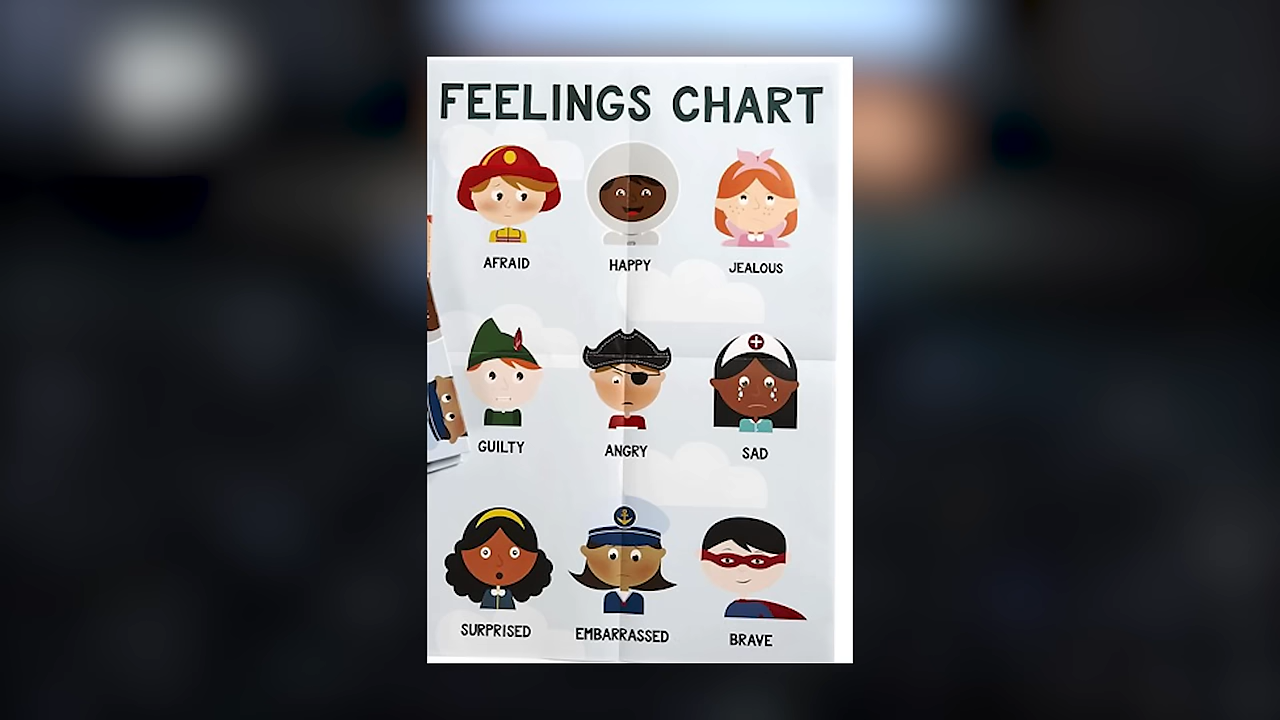 FEELINGS CHART
AFRAID HAPPY JEALOUS
GUILTY ANGRY SAD
SURPRISED EMBARRASSED BRAVE